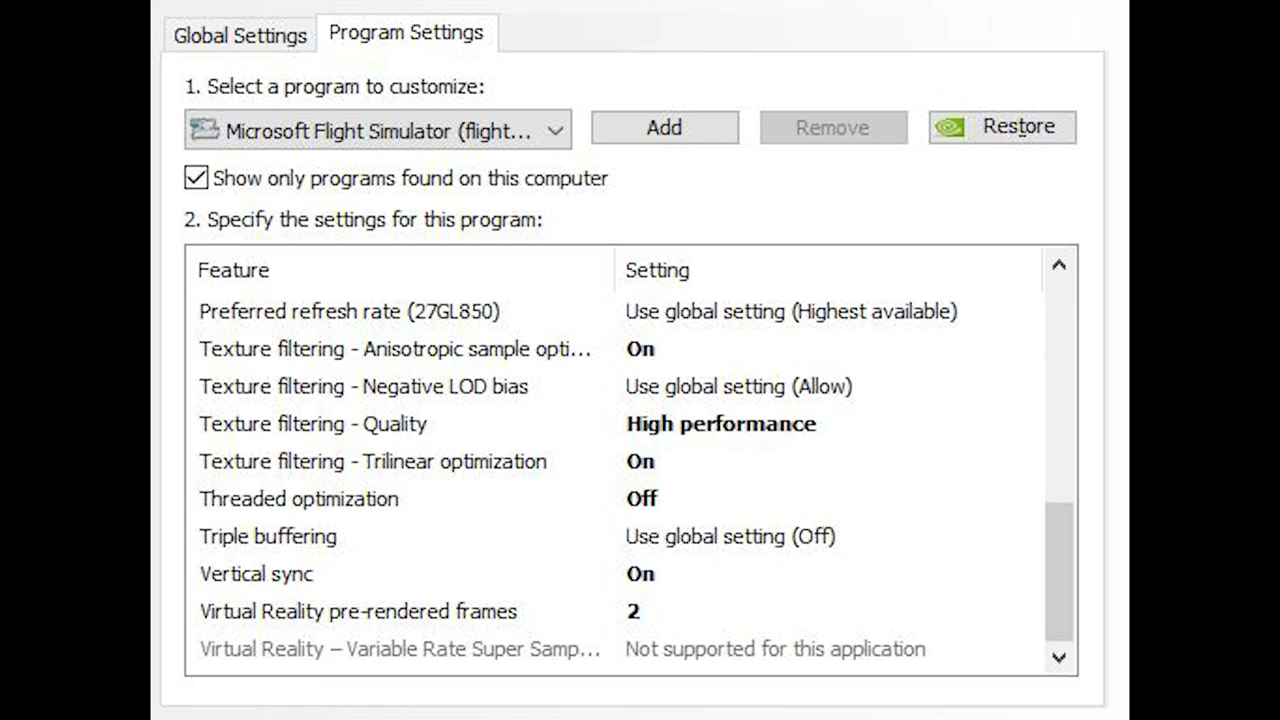 Global Settings
Program Settings
1. Select a program to customize:
Microsoft Flight Simulator (flight...
Add
Remove
Restore
Show only programs found on this computer
2. Specify the settings for this program:
Feature Setting
Preferred refresh rate (27GL850) Use global setting (Highest available)
Texture filtering - Anisotropic sample opti... On
Texture filtering - Negative LOD bias Use global setting (Allow)
Texture filtering - Quality High performance
Texture filtering - Trilinear optimization On
Threaded optimization Off
Triple buffering Use global setting (Off)
Vertical sync On
Virtual Reality pre-rendered frames 2
Virtual Reality – Variable Rate Super Samp... Not supported for this application